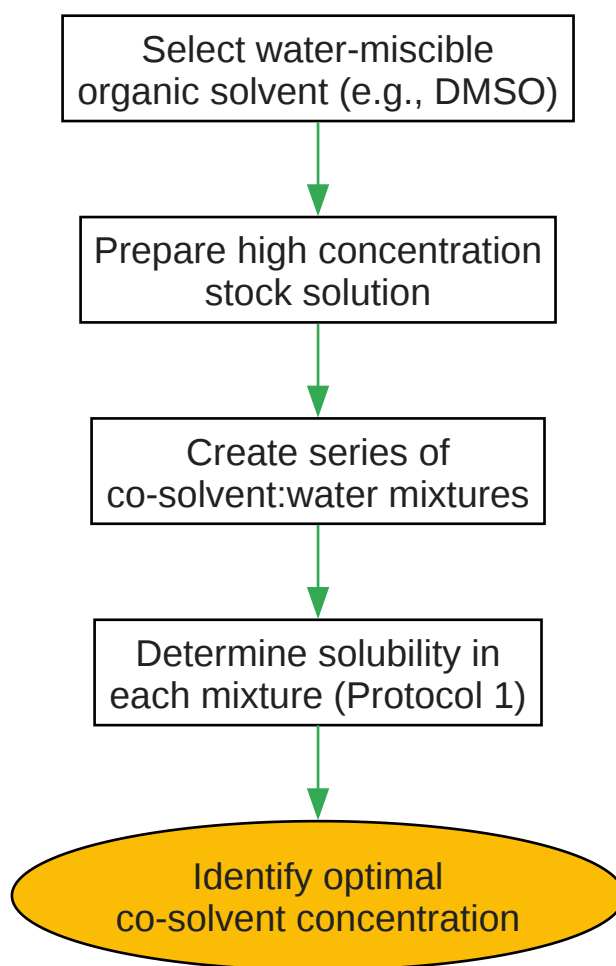 Select water-miscible
organic solvent (e.g., DMSO)
Prepare high concentration
stock solution
Create series of
co-solvent:water mixtures
Determine solubility in
each mixture (Protocol 1)
Identify optimal
co-solvent concentration